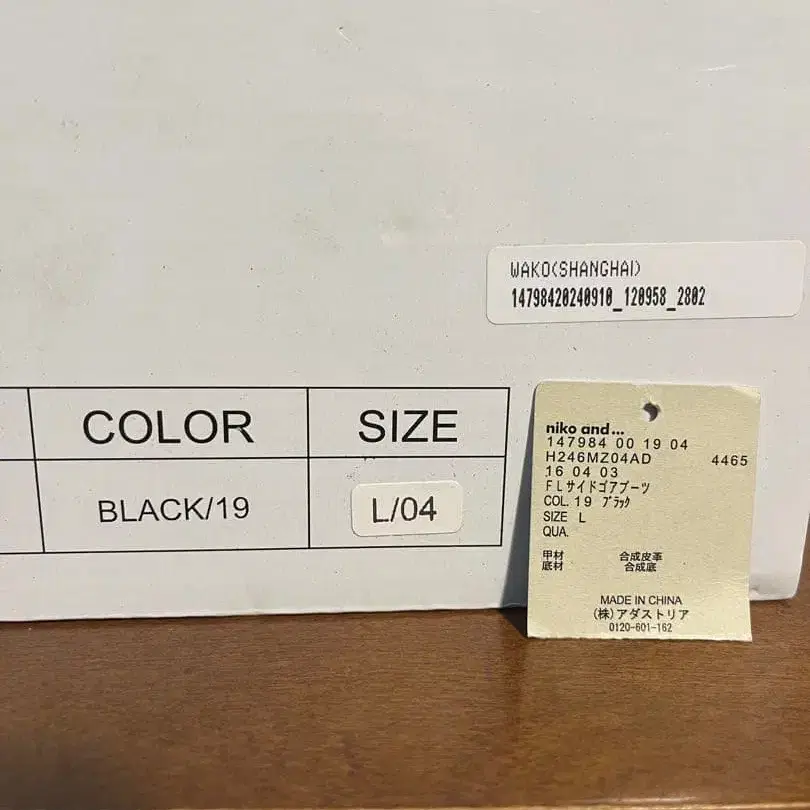 WAKO(SHANGHAI)
14798420240910_120958_2802
COLOR SIZE
BLACK/19 L/04
niko and...
147984 00 19 04
H246MZ04AD 4465
16 04 03
FLサイドゴアブーツ
COL. 19 ブラック
SIZE L
QUA.
甲材 合成皮革
底材 合成底
MADE IN CHINA
(株)アダストリア
0120-601-162